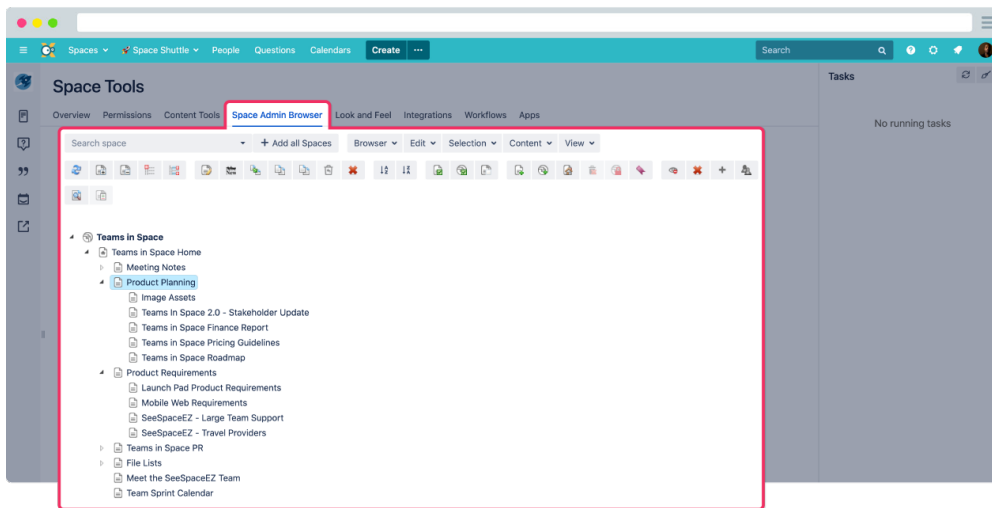 Spaces Space Shuttle People Questions Calendars Create ... Search
Space Tools
Tasks
Overview Permissions Content Tools Space Admin Browser Look and Feel Integrations Workflows Apps
No running tasks
Search space + Add all Spaces Browser Edit Selection Content View
Teams in Space
Teams in Space Home
Meeting Notes
Product Planning
Image Assets
Teams In Space 2.0 - Stakeholder Update
Teams in Space Finance Report
Teams in Space Pricing Guidelines
Teams in Space Roadmap
Product Requirements
Launch Pad Product Requirements
Mobile Web Requirements
SeeSpaceEZ - Large Team Support
SeeSpaceEZ - Travel Providers
Teams in Space PR
File Lists
Meet the SeeSpaceEZ Team
Team Sprint Calendar